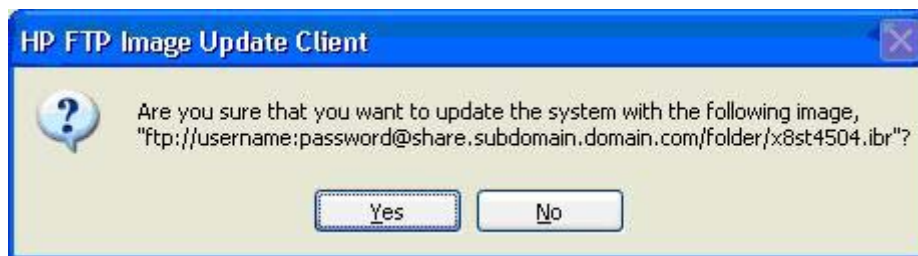 HP FTP Image Update Client
Are you sure that you want to update the system with the following image,
"ftp://username:password@share.subdomain.domain.com/folder/x8st4504.ibr"?
Yes No